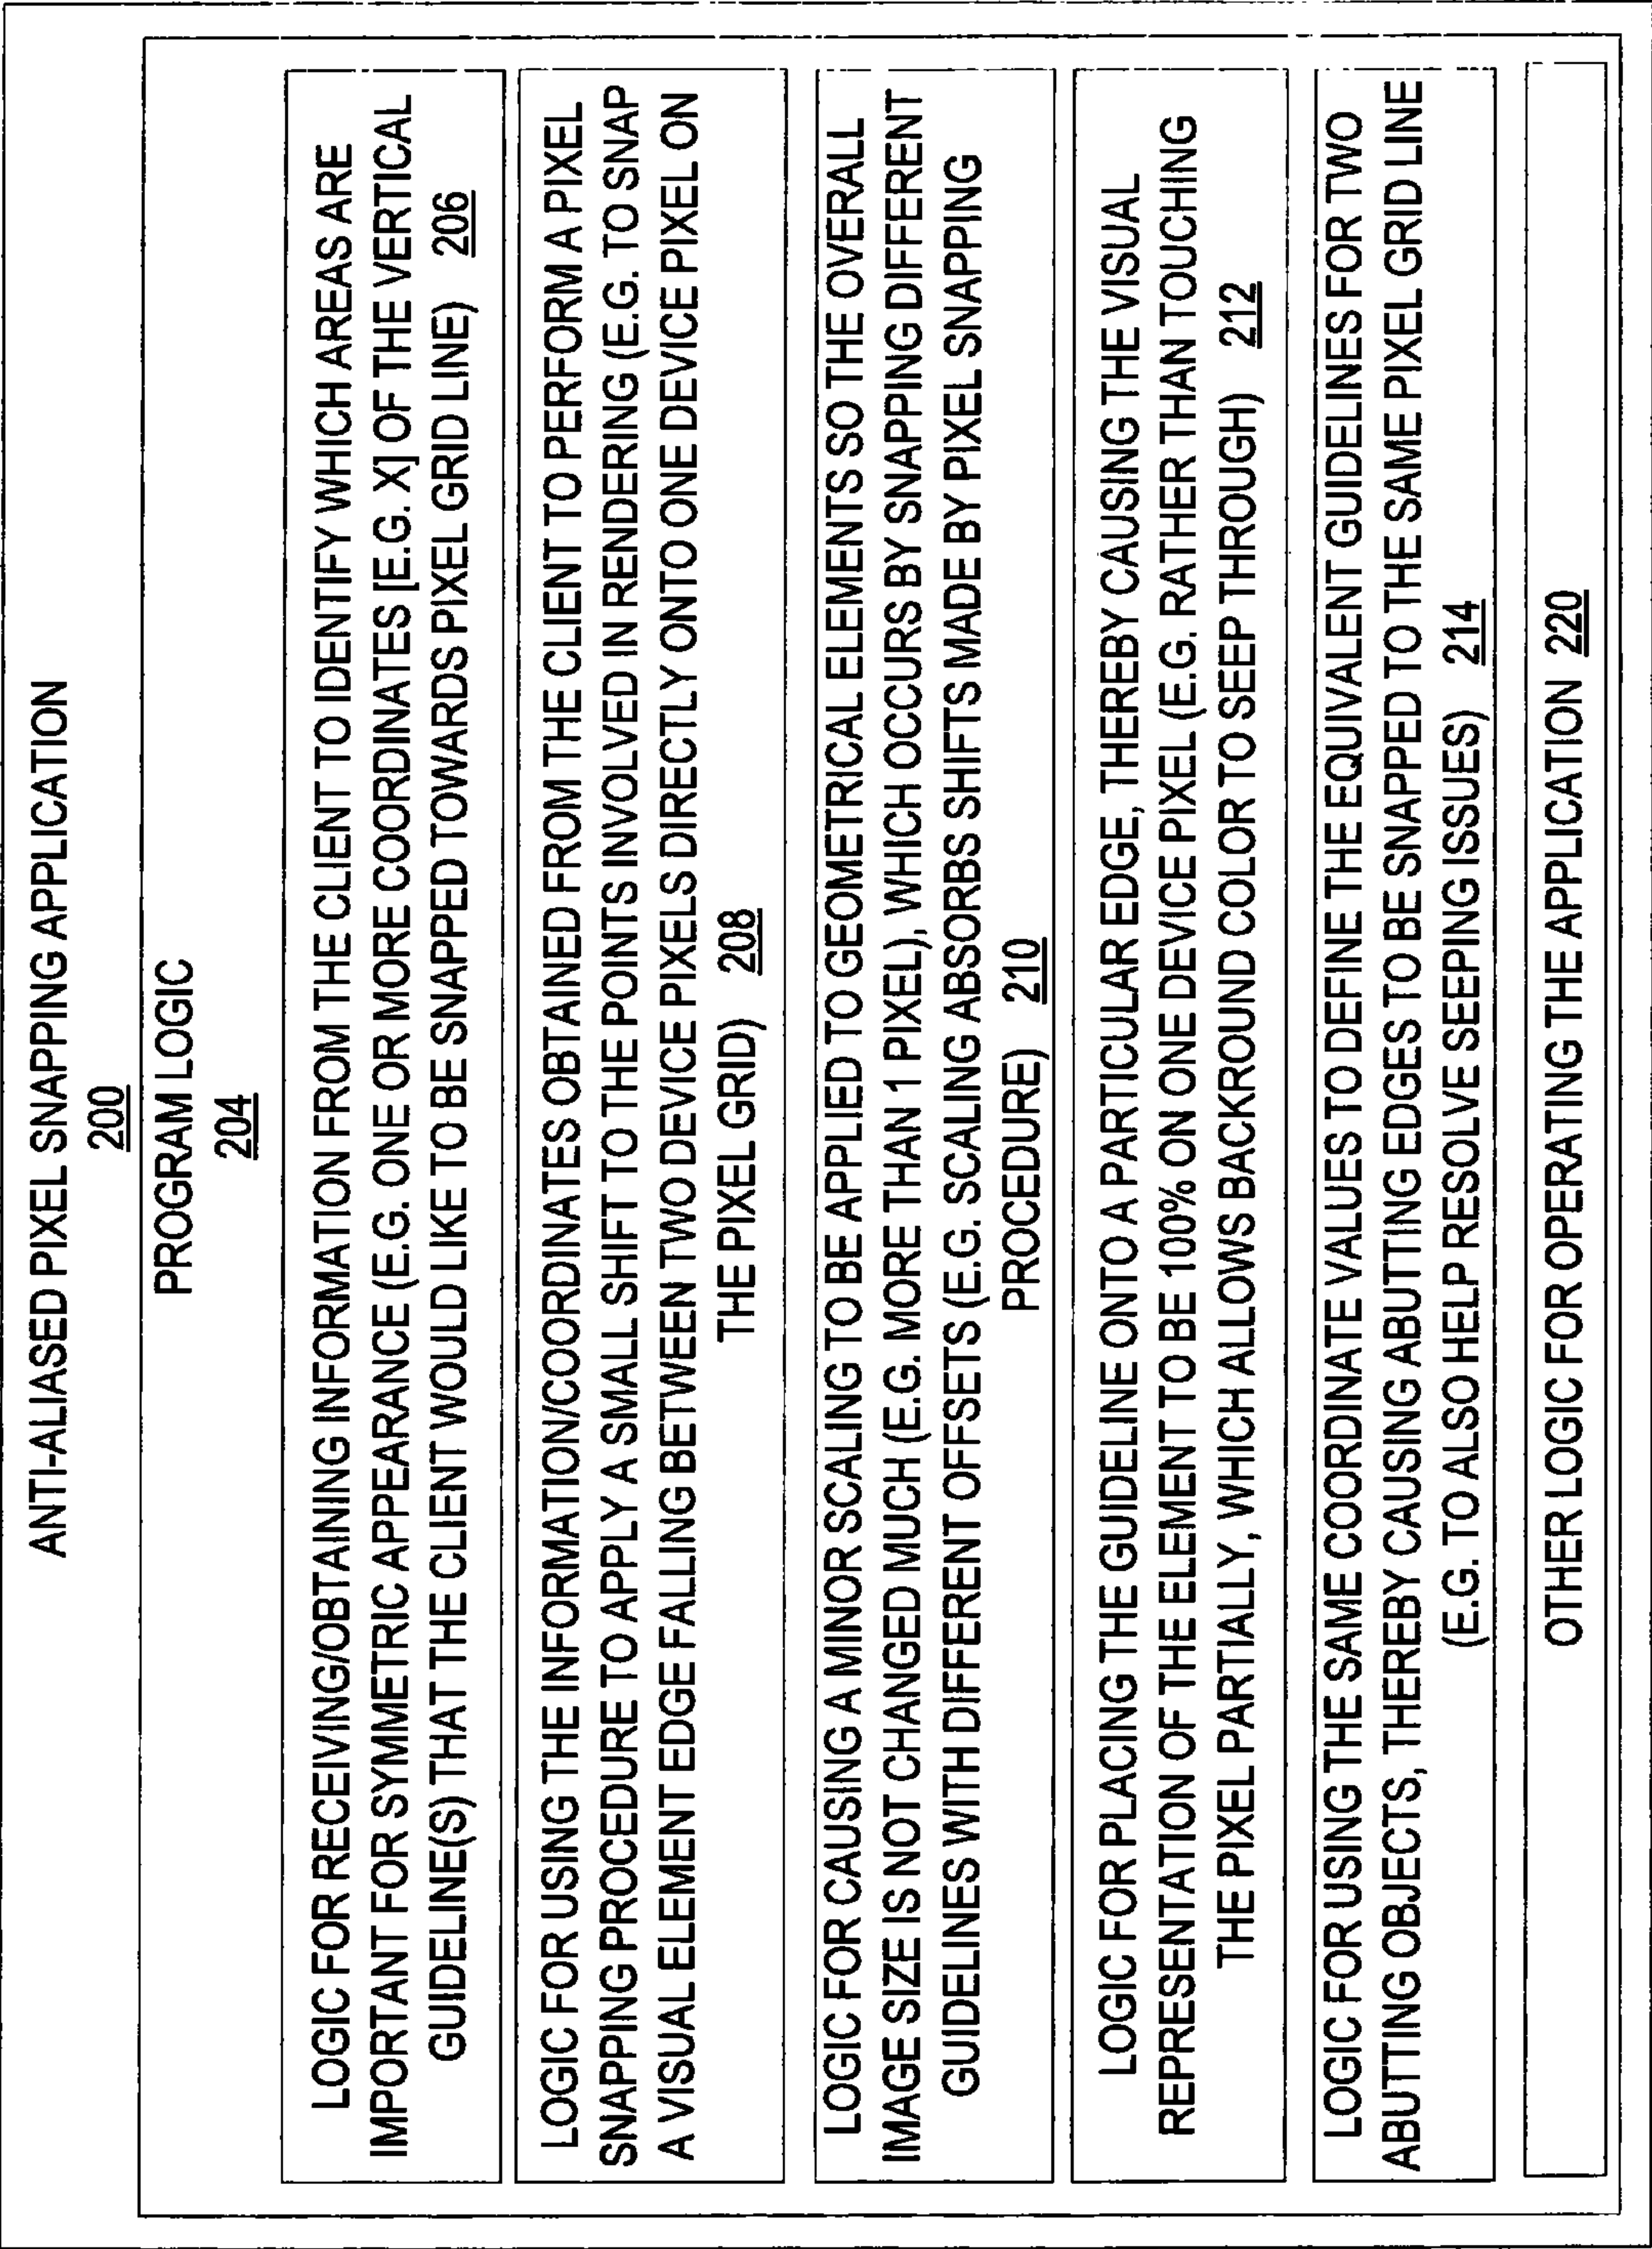 ANTI-ALIASED PIXEL SNAPPING APPLICATION
200
PROGRAM LOGIC
204
LOGIC FOR RECEIVING/OBTAINING INFORMATION FROM THE CLIENT TO IDENTIFY WHICH AREAS ARE
IMPORTANT FOR SYMMETRIC APPEARANCE (E.G. ONE OR MORE COORDINATES [E.G. X] OF THE VERTICAL
GUIDELINE(S) THAT THE CLIENT WOULD LIKE TO BE SNAPPED TOWARDS PIXEL GRID LINE) 206
LOGIC FOR USING THE INFORMATION/COORDINATES OBTAINED FROM THE CLIENT TO PERFORM A PIXEL
SNAPPING PROCEDURE TO APPLY A SMALL SHIFT TO THE POINTS INVOLVED IN RENDERING (E.G. TO SNAP
A VISUAL ELEMENT EDGE FALLING BETWEEN TWO DEVICE PIXELS DIRECTLY ONTO ONE DEVICE PIXEL ON
THE PIXEL GRID) 208
LOGIC FOR CAUSING A MINOR SCALING TO BE APPLIED TO GEOMETRICAL ELEMENTS SO THE OVERALL
IMAGE SIZE IS NOT CHANGED MUCH (E.G. MORE THAN 1 PIXEL), WHICH OCCURS BY SNAPPING DIFFERENT
GUIDELINES WITH DIFFERENT OFFSETS (E.G. SCALING ABSORBS SHIFTS MADE BY PIXEL SNAPPING
PROCEDURE) 210
LOGIC FOR PLACING THE GUIDELINE ONTO A PARTICULAR EDGE, THEREBY CAUSING THE VISUAL
REPRESENTATION OF THE ELEMENT TO BE 100% ON ONE DEVICE PIXEL (E.G. RATHER THAN TOUCHING
THE PIXEL PARTIALLY, WHICH ALLOWS BACKROUND COLOR TO SEEP THROUGH) 212
LOGIC FOR USING THE SAME COORDINATE VALUES TO DEFINE THE EQUIVALENT GUIDELINES FOR TWO
ABUTTING OBJECTS, THEREBY CAUSING ABUTTING EDGES TO BE SNAPPED TO THE SAME PIXEL GRID LINE
(E.G. TO ALSO HELP RESOLVE SEEPING ISSUES) 214
OTHER LOGIC FOR OPERATING THE APPLICATION 220